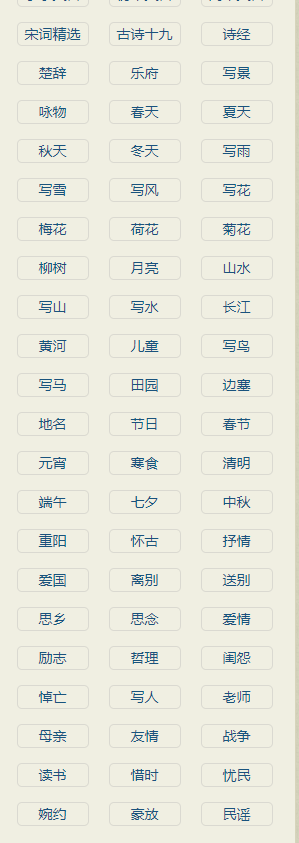 宋词精选 古诗十九 诗经
楚辞 乐府 写景
咏物 春天 夏天
秋天 冬天 写雨
写雪 写风 写花
梅花 荷花 菊花
柳树 月亮 山水
写山 写水 长江
黄河 儿童 写鸟
写马 田园 边塞
地名 节日 春节
元宵 寒食 清明
端午 七夕 中秋
重阳 怀古 抒情
爱国 离别 送别
思乡 思念 爱情
励志 哲理 闺怨
悼亡 写人 老师
母亲 友情 战争
读书 惜时 忧民
婉约 豪放 民谣